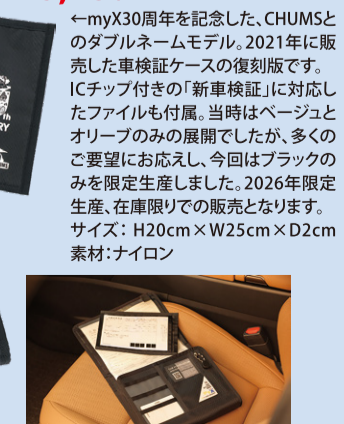 ←myX30周年を記念した、CHUMSと
のダブルネームモデル。2021年に販
売した車検証ケースの復刻版です。
ICチップ付きの「新車検証」に対応し
たファイルも付属。当時はベージュと
オリーブのみの展開でしたが、多くの
ご要望にお応えし、今回はブラックの
みを限定生産しました。2026年限定
生産、在庫限りでの販売となります。
サイズ： H20cm×W25cm×D2cm
素材：ナイロン